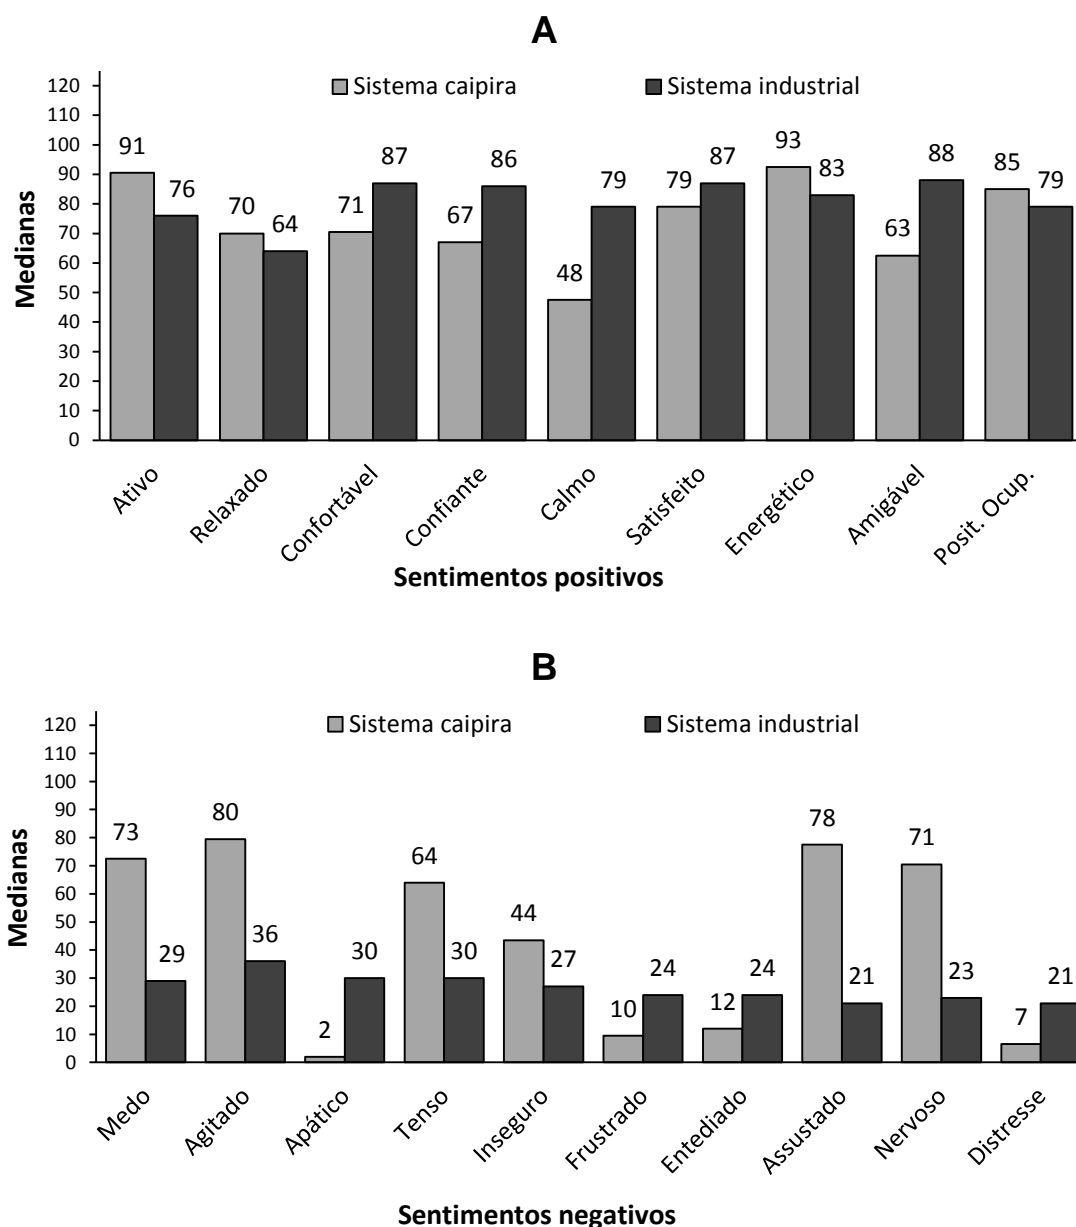 A
Sistema caipira Sistema industrial
120
110
100
90
80
70
60
50
40
30
20
10
0
Medianas
91 76 70 64 71 87 67 86 48 79 79 87 93 83 63 88 85 79
Ativo Relaxado Confortável Confiante Calmo Satisfeito Energético Amigável Posit. Ocup.
Sentimentos positivos
B
Sistema caipira Sistema industrial
120
110
100
90
80
70
60
50
40
30
20
10
0
Medianas
73 29 80 36 2 30 64 30 44 27 10 24 12 24 78 21 71 23 7 21
Medo Agitado Apático Tenso Inseguro Frustrado Entediado Assustado Nervoso Distresse
Sentimentos negativos